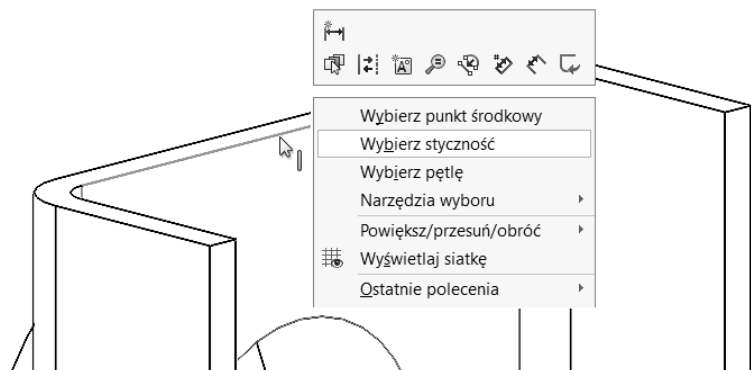 Wybierz punkt środkowy
Wybierz styczność
Wybierz pętlę
Narzędzia wyboru
Powiększ/przesuń/obróć
Wyświetlaj siatkę
Ostatnie polecenia